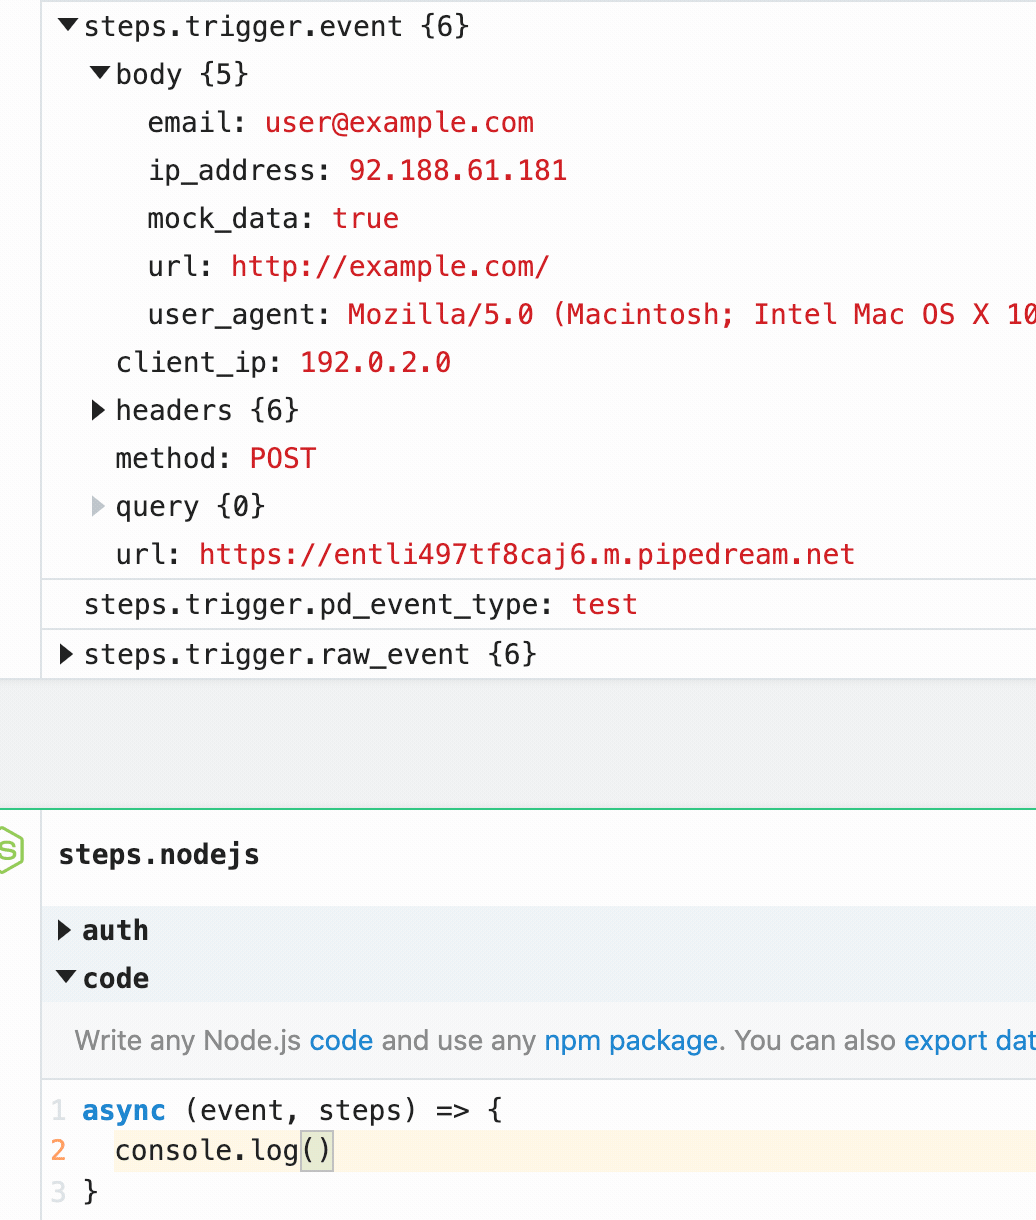 steps.trigger.event {6}
body {5}
email: user@example.com
ip_address: 92.188.61.181
mock_data: true
url: http://example.com/
user_agent: Mozilla/5.0 (Macintosh; Intel Mac OS X 10
client_ip: 192.0.2.0
headers {6}
method: POST
query {0}
url: https://entli497tf8caj6.m.pipedream.net
steps.trigger.pd_event_type: test
steps.trigger.raw_event {6}
S
steps.nodejs
auth
code
Write any Node.js code and use any npm package. You can also export dat
1 async (event, steps) => {
2 console.log()
3 }